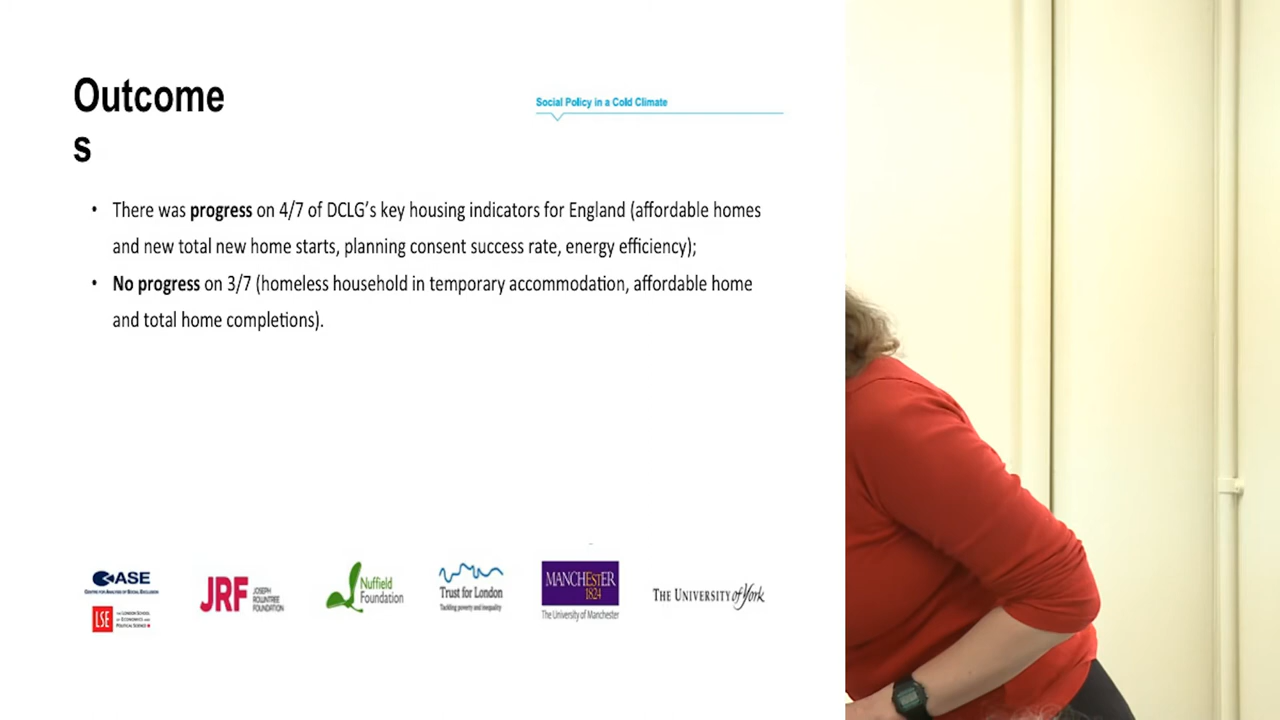 Outcome
s
Social Policy in a Cold Climate
• There was progress on 4/7 of DCLG's key housing indicators for England (affordable homes
and new total new home starts, planning consent success rate, energy efficiency);
• No progress on 3/7 (homeless household in temporary accommodation, affordable home
and total home completions).
CASE
CENTRE FOR ANALYSIS OF SOCIAL EXCLUSION
LSE
THE LONDON SCHOOL
OF ECONOMICS AND
POLITICAL SCIENCE
JRF
JOSEPH
ROWNTREE
FOUNDATION
Nuffield
Foundation
Trust for London
Tackling poverty and inequality
MANCHESTER
1824
The University of Manchester
THE UNIVERSITY of York